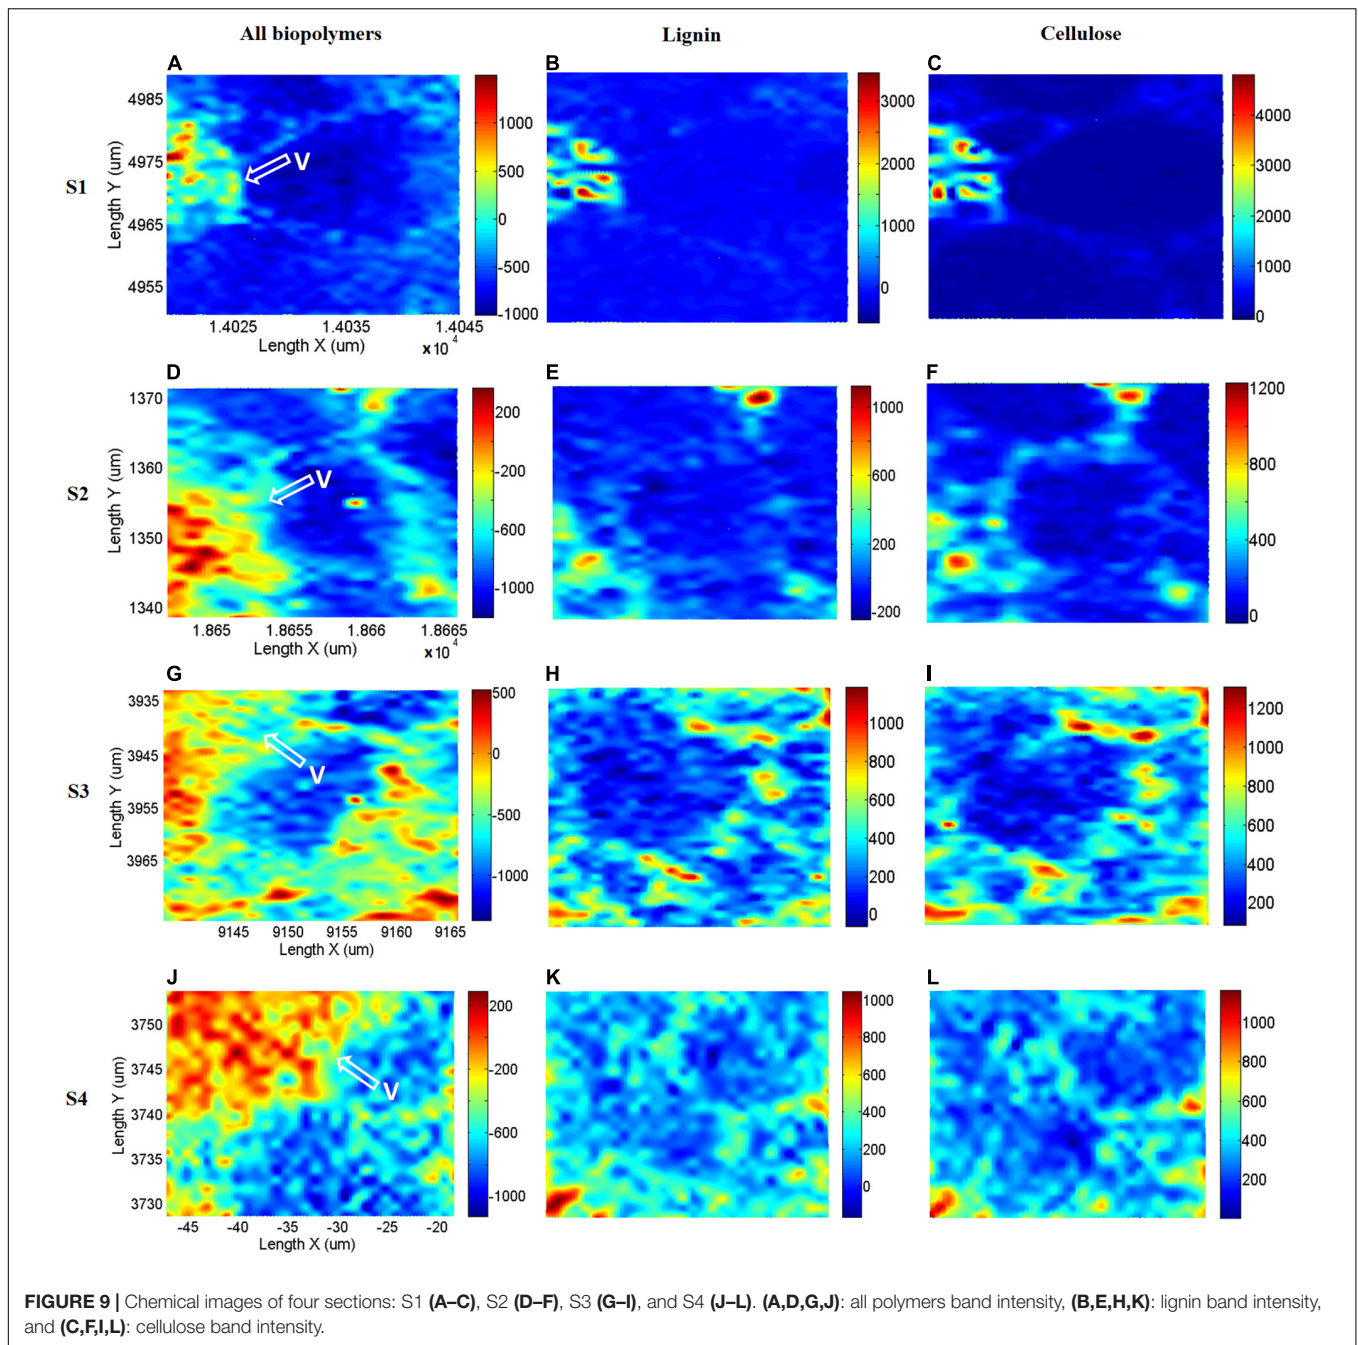 All biopolymers Lignin Cellulose
A B C
S1
Length Y (um)
4985
4975
4965
4955
V
1000
500
0
-500
-1000
1.4025 1.4035 1.4045
Length X (um) x10^4
3000
2000
1000
0
4000
3000
2000
1000
0
D E F
S2
Length Y (um)
1370
1360
1350
1340
V
200
-200
-600
-1000
1.865 1.8655 1.866 1.8665
Length X (um) x10^4
1000
600
200
-200
1200
800
400
0
G H I
S3
Length Y (um)
3935
3945
3955
3965
V
500
0
-500
-1000
9145 9150 9155 9160 9165
Length X (um)
1000
800
600
400
200
0
1200
1000
800
600
400
200
J K L
S4
Length Y (um)
3750
3745
3740
3735
3730
V
200
-200
-600
-1000
-45 -40 -35 -30 -25 -20
Length X (um)
1000
800
600
400
200
0
1000
800
600
400
200
FIGURE 9 | Chemical images of four sections: S1 (A–C), S2 (D–F), S3 (G–I), and S4 (J–L). (A,D,G,J): all polymers band intensity, (B,E,H,K): lignin band intensity,
and (C,F,I,L): cellulose band intensity.